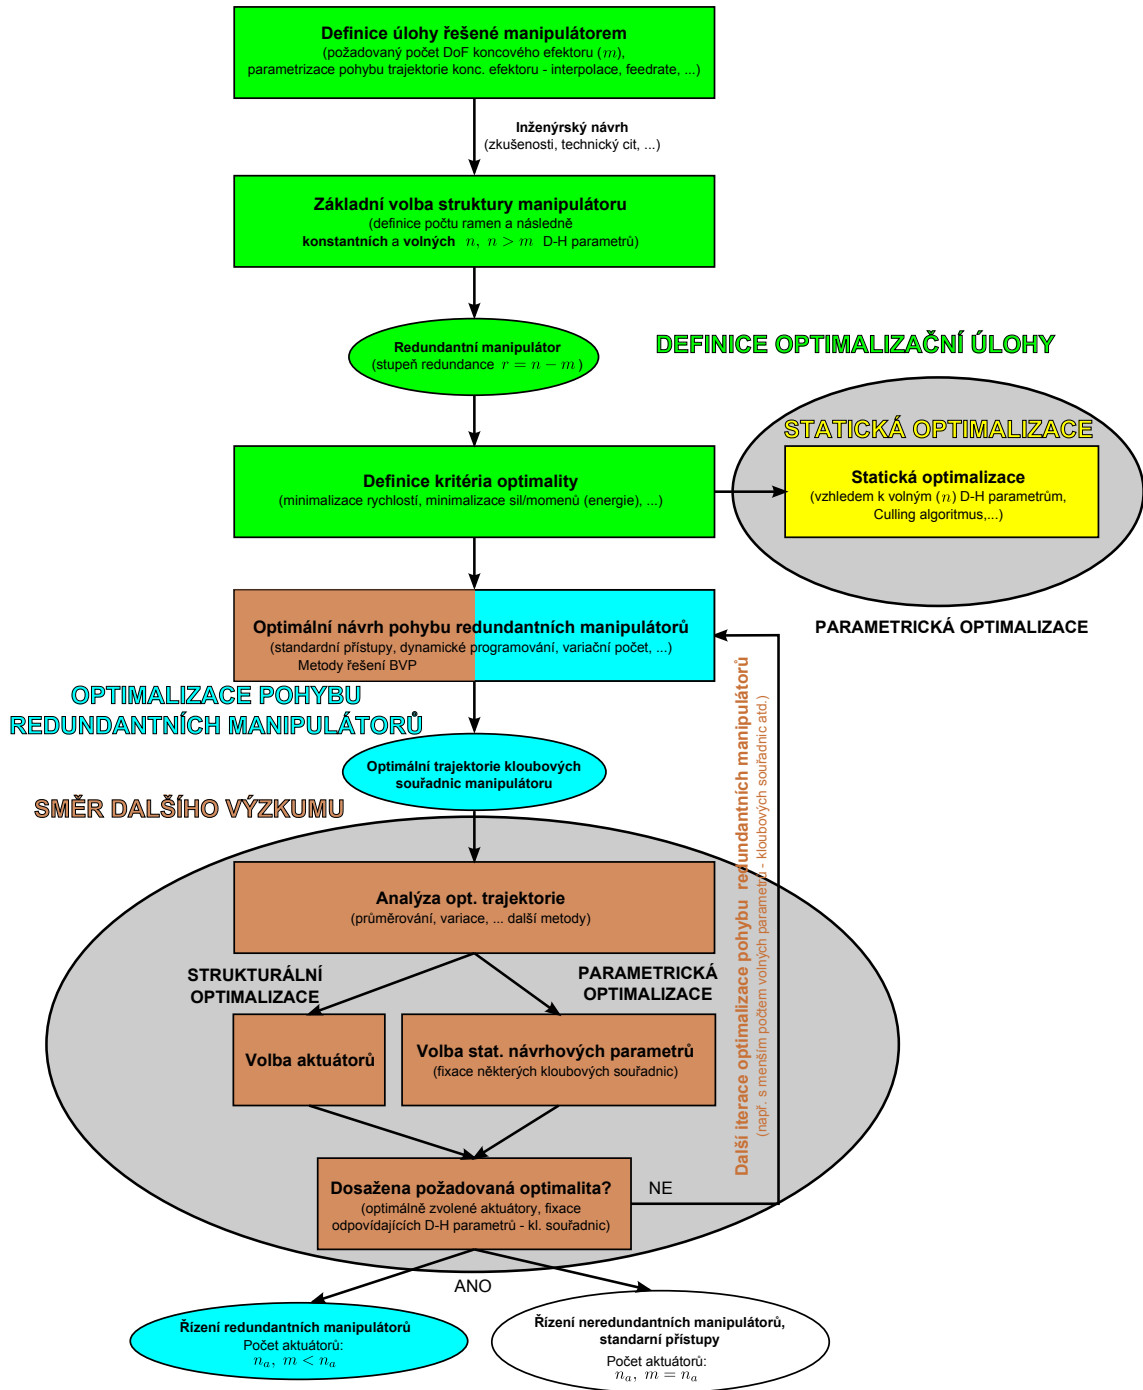 Definice úlohy řešené manipulátorem
(požadovaný počet DoF koncového efektoru (m),
parametrizace pohybu trajektorie konc. efektoru - interpolace, feedrate, ...)
Inženýrský návrh
(zkušenosti, technický cit, ...)
Základní volba struktury manipulátoru
(definice počtu ramen a následně
konstantních a volných n, n > m D-H parametrů)
Redundantní manipulátor
(stupeň redundance r = n − m)
DEFINICE OPTIMALIZAČNÍ ÚLOHY
STATICKÁ OPTIMALIZACE
Definice kritéria optimality
(minimalizace rychlostí, minimalizace sil/momenů (energie), ...)
Statická optimalizace
(vzhledem k volným (n) D-H parametrům,
Culling algoritmus,...)
PARAMETRICKÁ OPTIMALIZACE
Optimální návrh pohybu redundantních manipulátorů
(standardní přístupy, dynamické programování, variační počet, ...)
Metody řešení BVP
OPTIMALIZACE POHYBU
REDUNDANTNÍCH MANIPULÁTORŮ
Optimální trajektorie kloubových
souřadnic manipulátoru
SMĚR DALŠÍHO VÝZKUMU
Další iterace optimalizace pohybu redundantních manipulátorů
(např. s menším počtem volných parametrů - kloubových souřadnic atd.)
Analýza opt. trajektorie
(průměrování, variace, ... další metody)
STRUKTURÁLNÍ
OPTIMALIZACE
PARAMETRICKÁ
OPTIMALIZACE
Volba aktuátorů
Volba stat. návrhových parametrů
(fixace některých kloubových souřadnic)
Dosažena požadovaná optimalita?
(optimálně zvolené aktuátory, fixace
odpovídajících D-H parametrů - kl. souřadnic)
NE
ANO
Řízení redundantních manipulátorů
Počet aktuátorů:
n_a, m < n_a
Řízení neredundantních manipulátorů,
standarní přístupy
Počet aktuátorů:
n_a, m = n_a